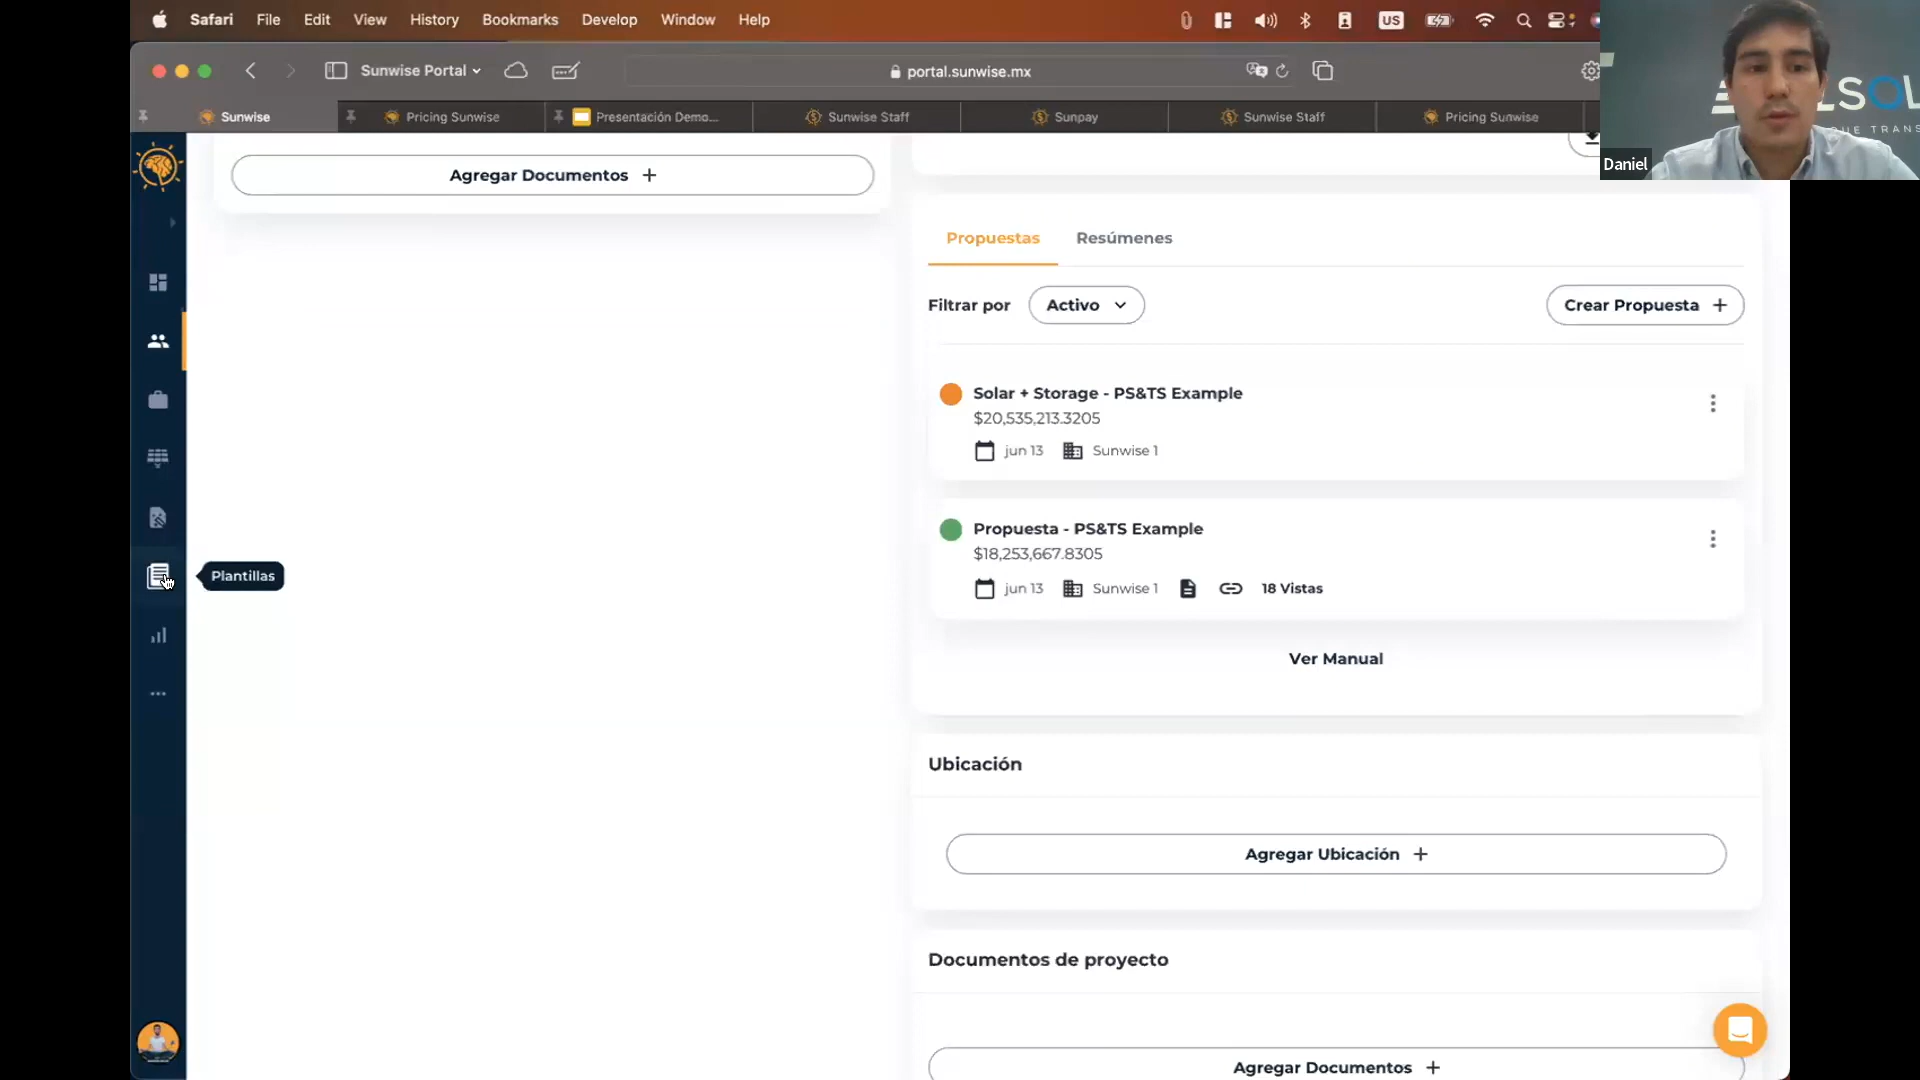 Safari File Edit View History Bookmarks Develop Window Help US
Sunwise Portal portal.sunwise.mx
Sunwise Pricing Sunwise Presentación Demo... Sunwise Staff Sunpay Sunwise Staff Pricing Sunwise
Daniel
Agregar Documentos +
Propuestas Resúmenes
Filtrar por Activo Crear Propuesta +
Solar + Storage - PS&TS Example
$20,535,213.3205
jun 13 Sunwise 1
Propuesta - PS&TS Example
$18,253,667.8305
jun 13 Sunwise 1 18 Vistas
Plantillas
Ver Manual
Ubicación
Agregar Ubicación +
Documentos de proyecto
Agregar Documentos +